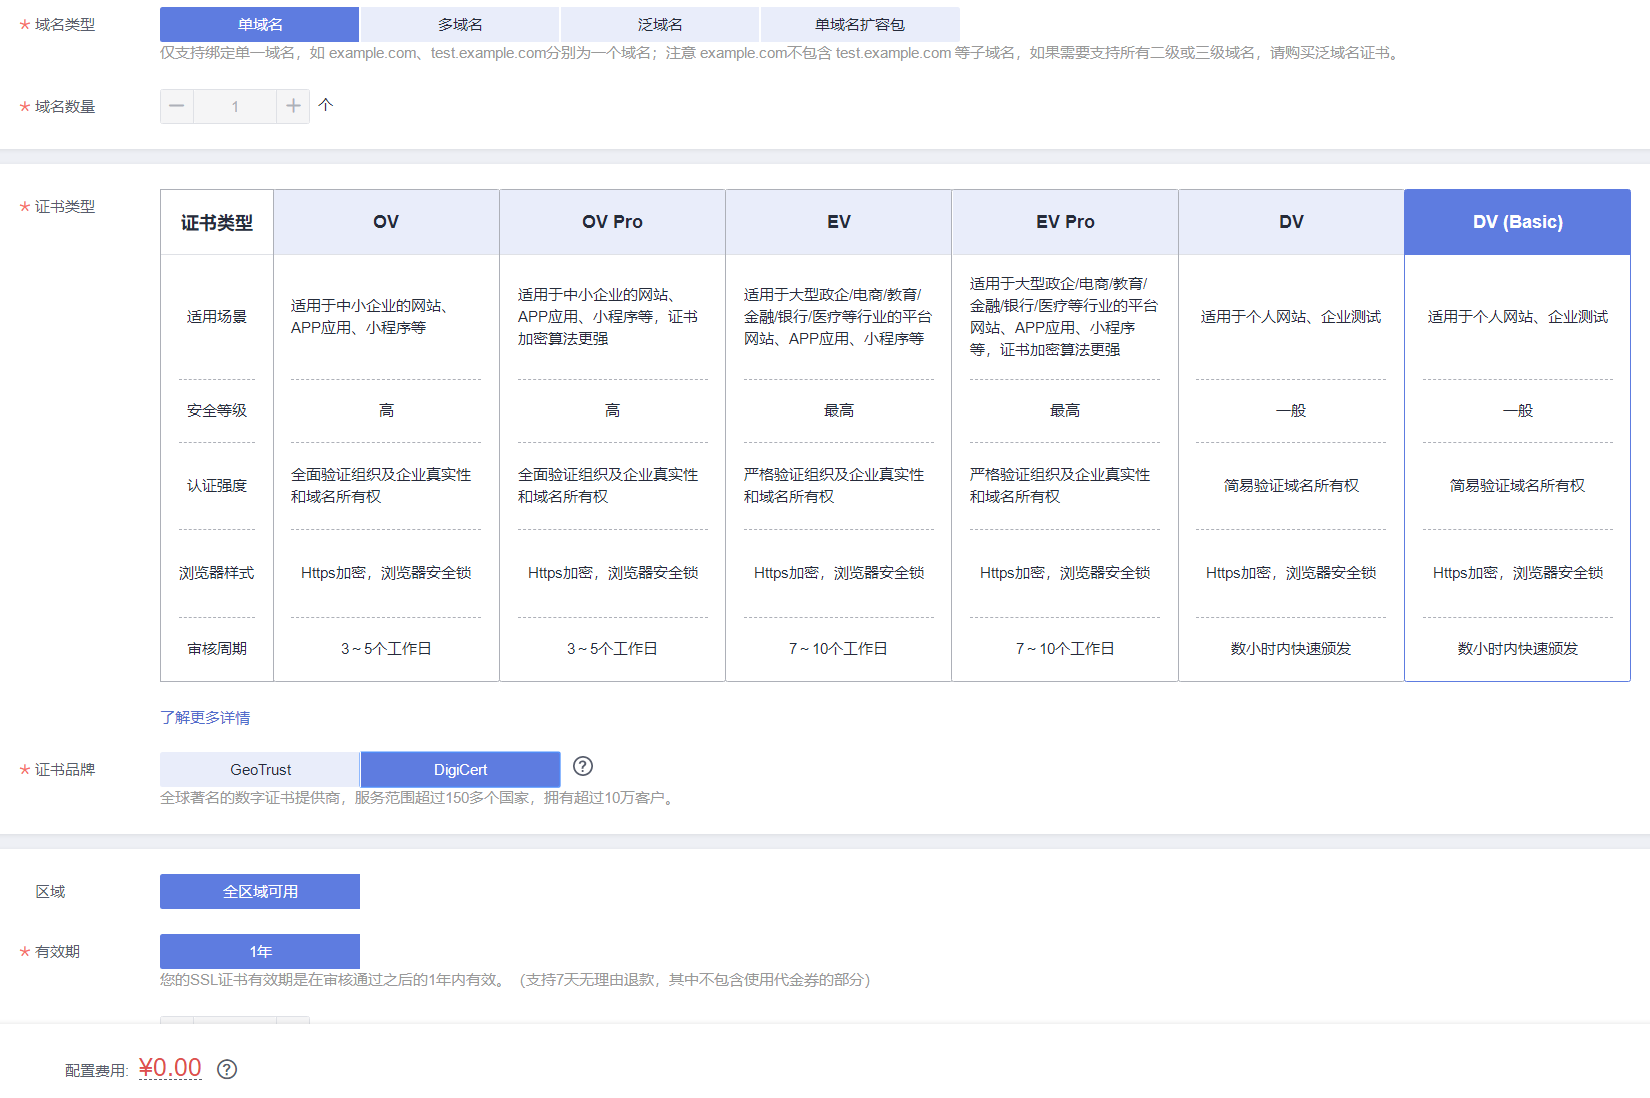 * 域名类型
单域名 多域名 泛域名 单域名扩容包
仅支持绑定单一域名，如 example.com、test.example.com分别为一个域名；注意 example.com不包含 test.example.com 等子域名，如果需要支持所有二级或三级域名，请购买泛域名证书。
* 域名数量
1
个
* 证书类型
证书类型 OV OV Pro EV EV Pro DV DV (Basic)
适用场景
适用于中小企业的网站、
APP应用、小程序等
适用于中小企业的网站、
APP应用、小程序等，证书
加密算法更强
适用于大型政企/电商/教育/
金融/银行/医疗等行业的平台
网站、APP应用、小程序等
适用于大型政企/电商/教育/
金融/银行/医疗等行业的平台
网站、APP应用、小程序
等，证书加密算法更强
适用于个人网站、企业测试
适用于个人网站、企业测试
安全等级 高 高 最高 最高 一般 一般
认证强度
全面验证组织及企业真实性
和域名所有权
全面验证组织及企业真实性
和域名所有权
严格验证组织及企业真实性
和域名所有权
严格验证组织及企业真实性
和域名所有权
简易验证域名所有权
简易验证域名所有权
浏览器样式 Https加密，浏览器安全锁 Https加密，浏览器安全锁 Https加密，浏览器安全锁 Https加密，浏览器安全锁 Https加密，浏览器安全锁 Https加密，浏览器安全锁
审核周期 3～5个工作日 3～5个工作日 7～10个工作日 7～10个工作日 数小时内快速颁发 数小时内快速颁发
了解更多详情
* 证书品牌
GeoTrust DigiCert ?
全球著名的数字证书提供商，服务范围超过150多个国家，拥有超过10万客户。
区域
全区域可用
* 有效期
1年
您的SSL证书有效期是在审核通过之后的1年内有效。（支持7天无理由退款，其中不包含使用代金券的部分）
配置费用: ¥0.00 ?